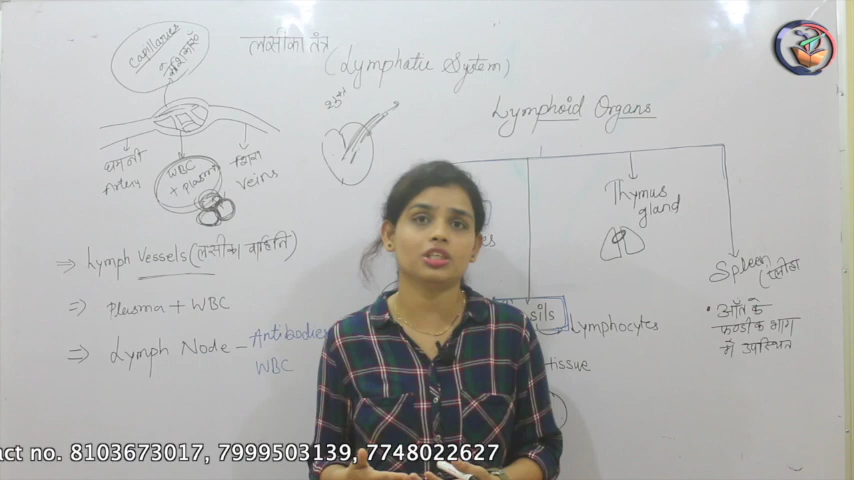 लसीका तंत्र
(Lymphatic System)
capillaries
Lymphoid Organs
धमनी
Artery
शिरा
Veins
WBC
+ plasma
Thymus
gland
Spleen
⇒ Lymph Vessels (लसीका वाहिनि)
⇒ Plasma + WBC
⇒ Lymph Node - Antibodies
WBC
es
sils
Lymphocytes
tissue
• आँत के
भाग
में उपस्थित
act no. 8103673017, 7999503139, 7748022627